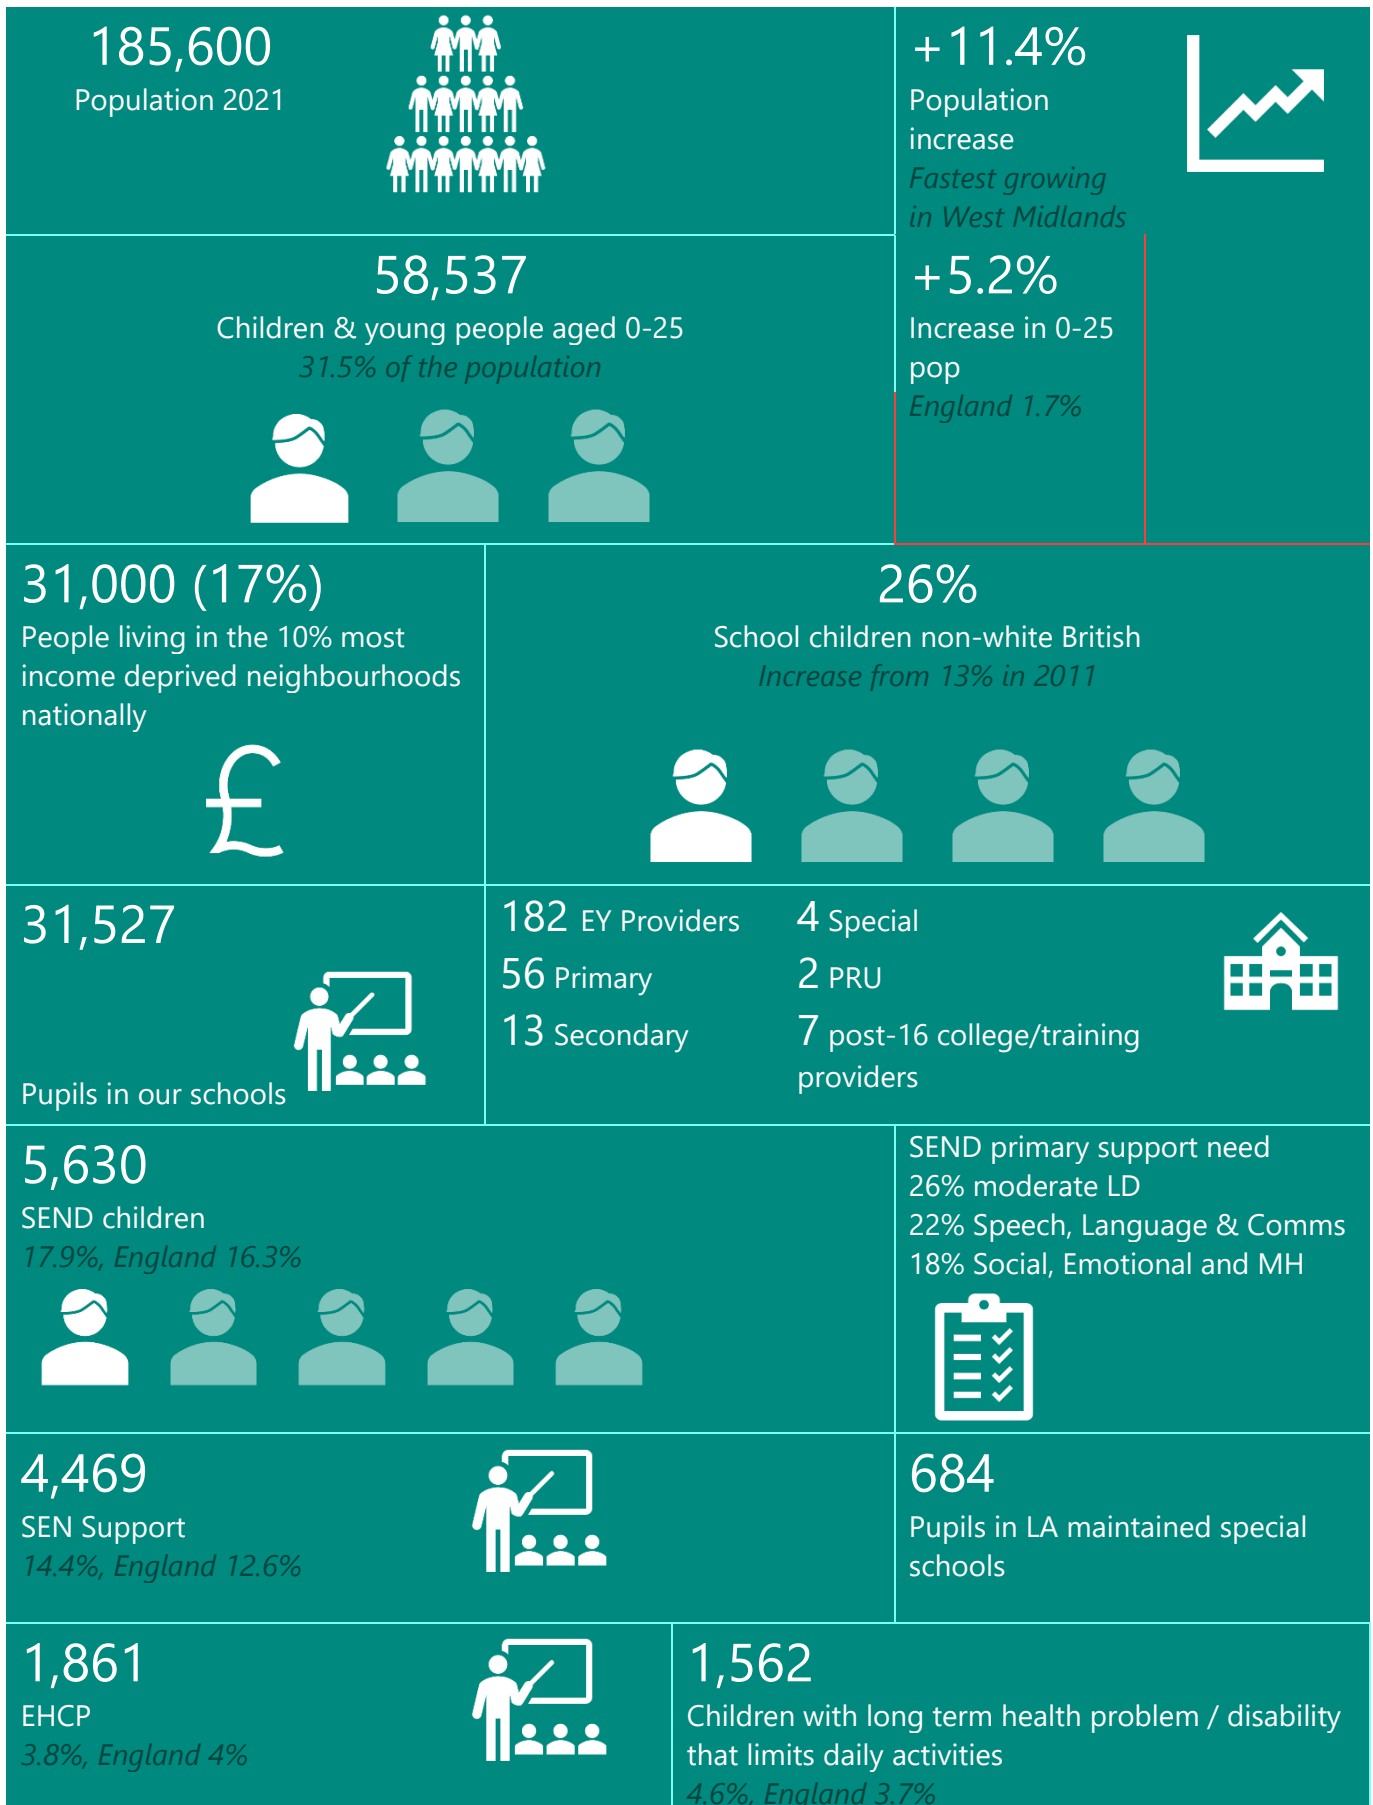 185,600
Population 2021
+11.4%
Population
increase
Fastest growing
in West Midlands
58,537
Children & young people aged 0-25
31.5% of the population
+5.2%
Increase in 0-25
pop
England 1.7%
31,000 (17%)
People living in the 10% most
income deprived neighbourhoods
nationally
£
26%
School children non-white British
Increase from 13% in 2011
31,527
Pupils in our schools
182 EY Providers
56 Primary
13 Secondary
4 Special
2 PRU
7 post-16 college/training
providers
5,630
SEND children
17.9%, England 16.3%
SEND primary support need
26% moderate LD
22% Speech, Language & Comms
18% Social, Emotional and MH
4,469
SEN Support
14.4%, England 12.6%
684
Pupils in LA maintained special
schools
1,861
EHCP
3.8%, England 4%
1,562
Children with long term health problem / disability
that limits daily activities
4.6%, England 3.7%